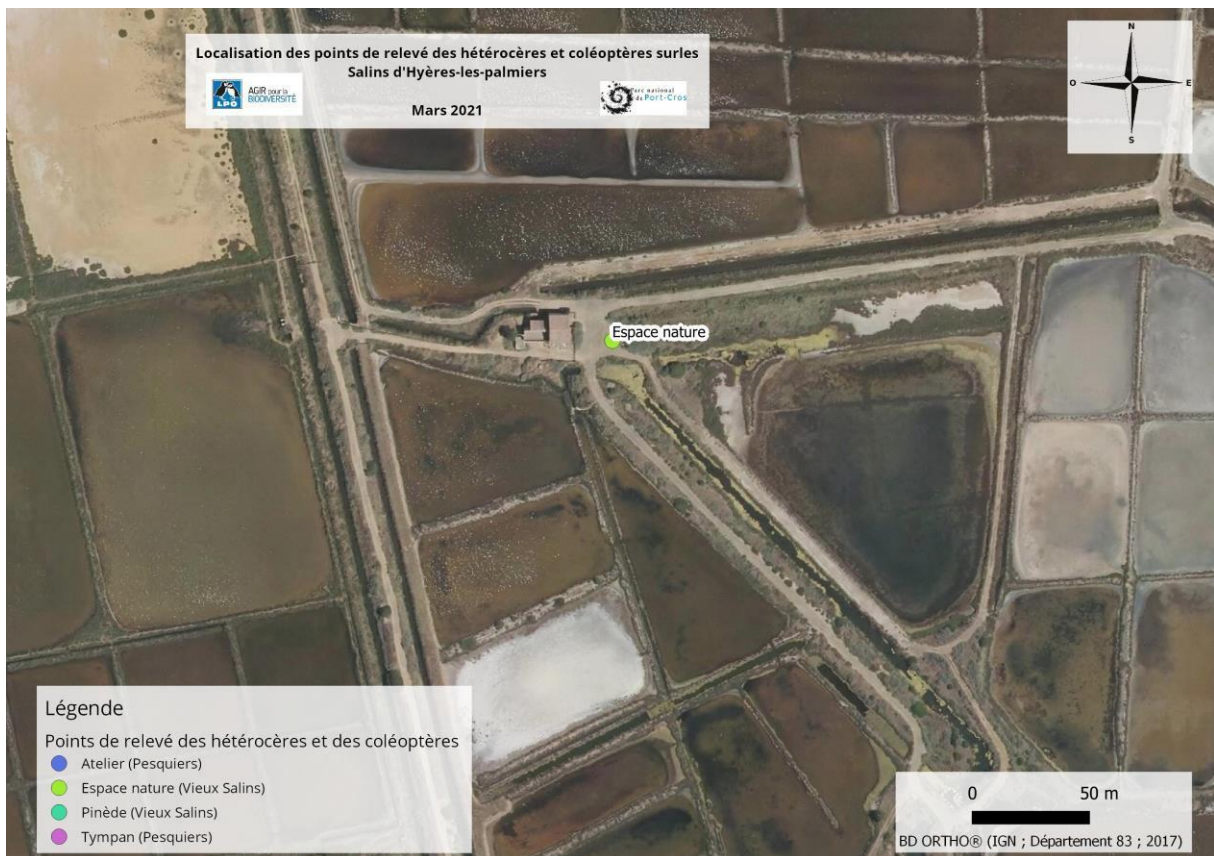 Localisation des points de relevé des hétérocères et coléoptères surles
Salins d'Hyères-les-palmiers
LPO
AGIR pour la
BIODIVERSITÉ
Parc national
de Port-Cros
Mars 2021
N
O
E
S
Espace nature
Légende
Points de relevé des hétérocères et des coléoptères
Atelier (Pesquiers)
Espace nature (Vieux Salins)
Pinède (Vieux Salins)
Tympan (Pesquiers)
0 50 m
BD ORTHO® (IGN ; Département 83 ; 2017)